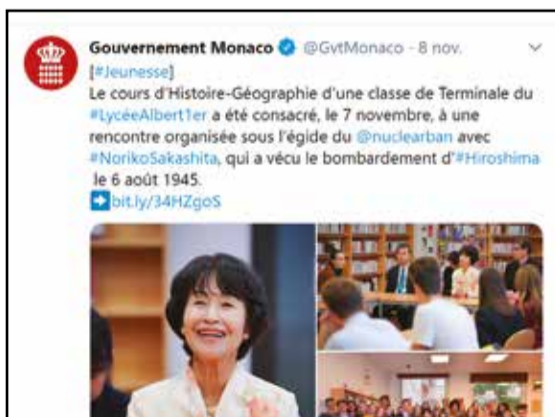 Gouvernement Monaco @GvtMonaco - 8 nov.
[#Jeunesse]
Le cours d'Histoire-Géographie d'une classe de Terminale du
#LycéeAlbert1er a été consacré, le 7 novembre, à une
rencontre organisée sous l'égide du @nuclearban avec
#NorikoSakashita, qui a vécu le bombardement d'#Hiroshima
le 6 août 1945.
bit.ly/34HZgoS